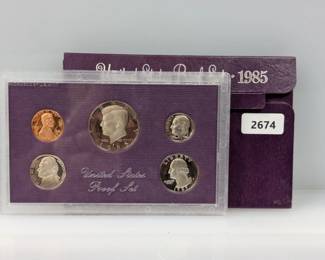 United States Proof Set - 1985
2674
LIBERTY
United States
Proof Set